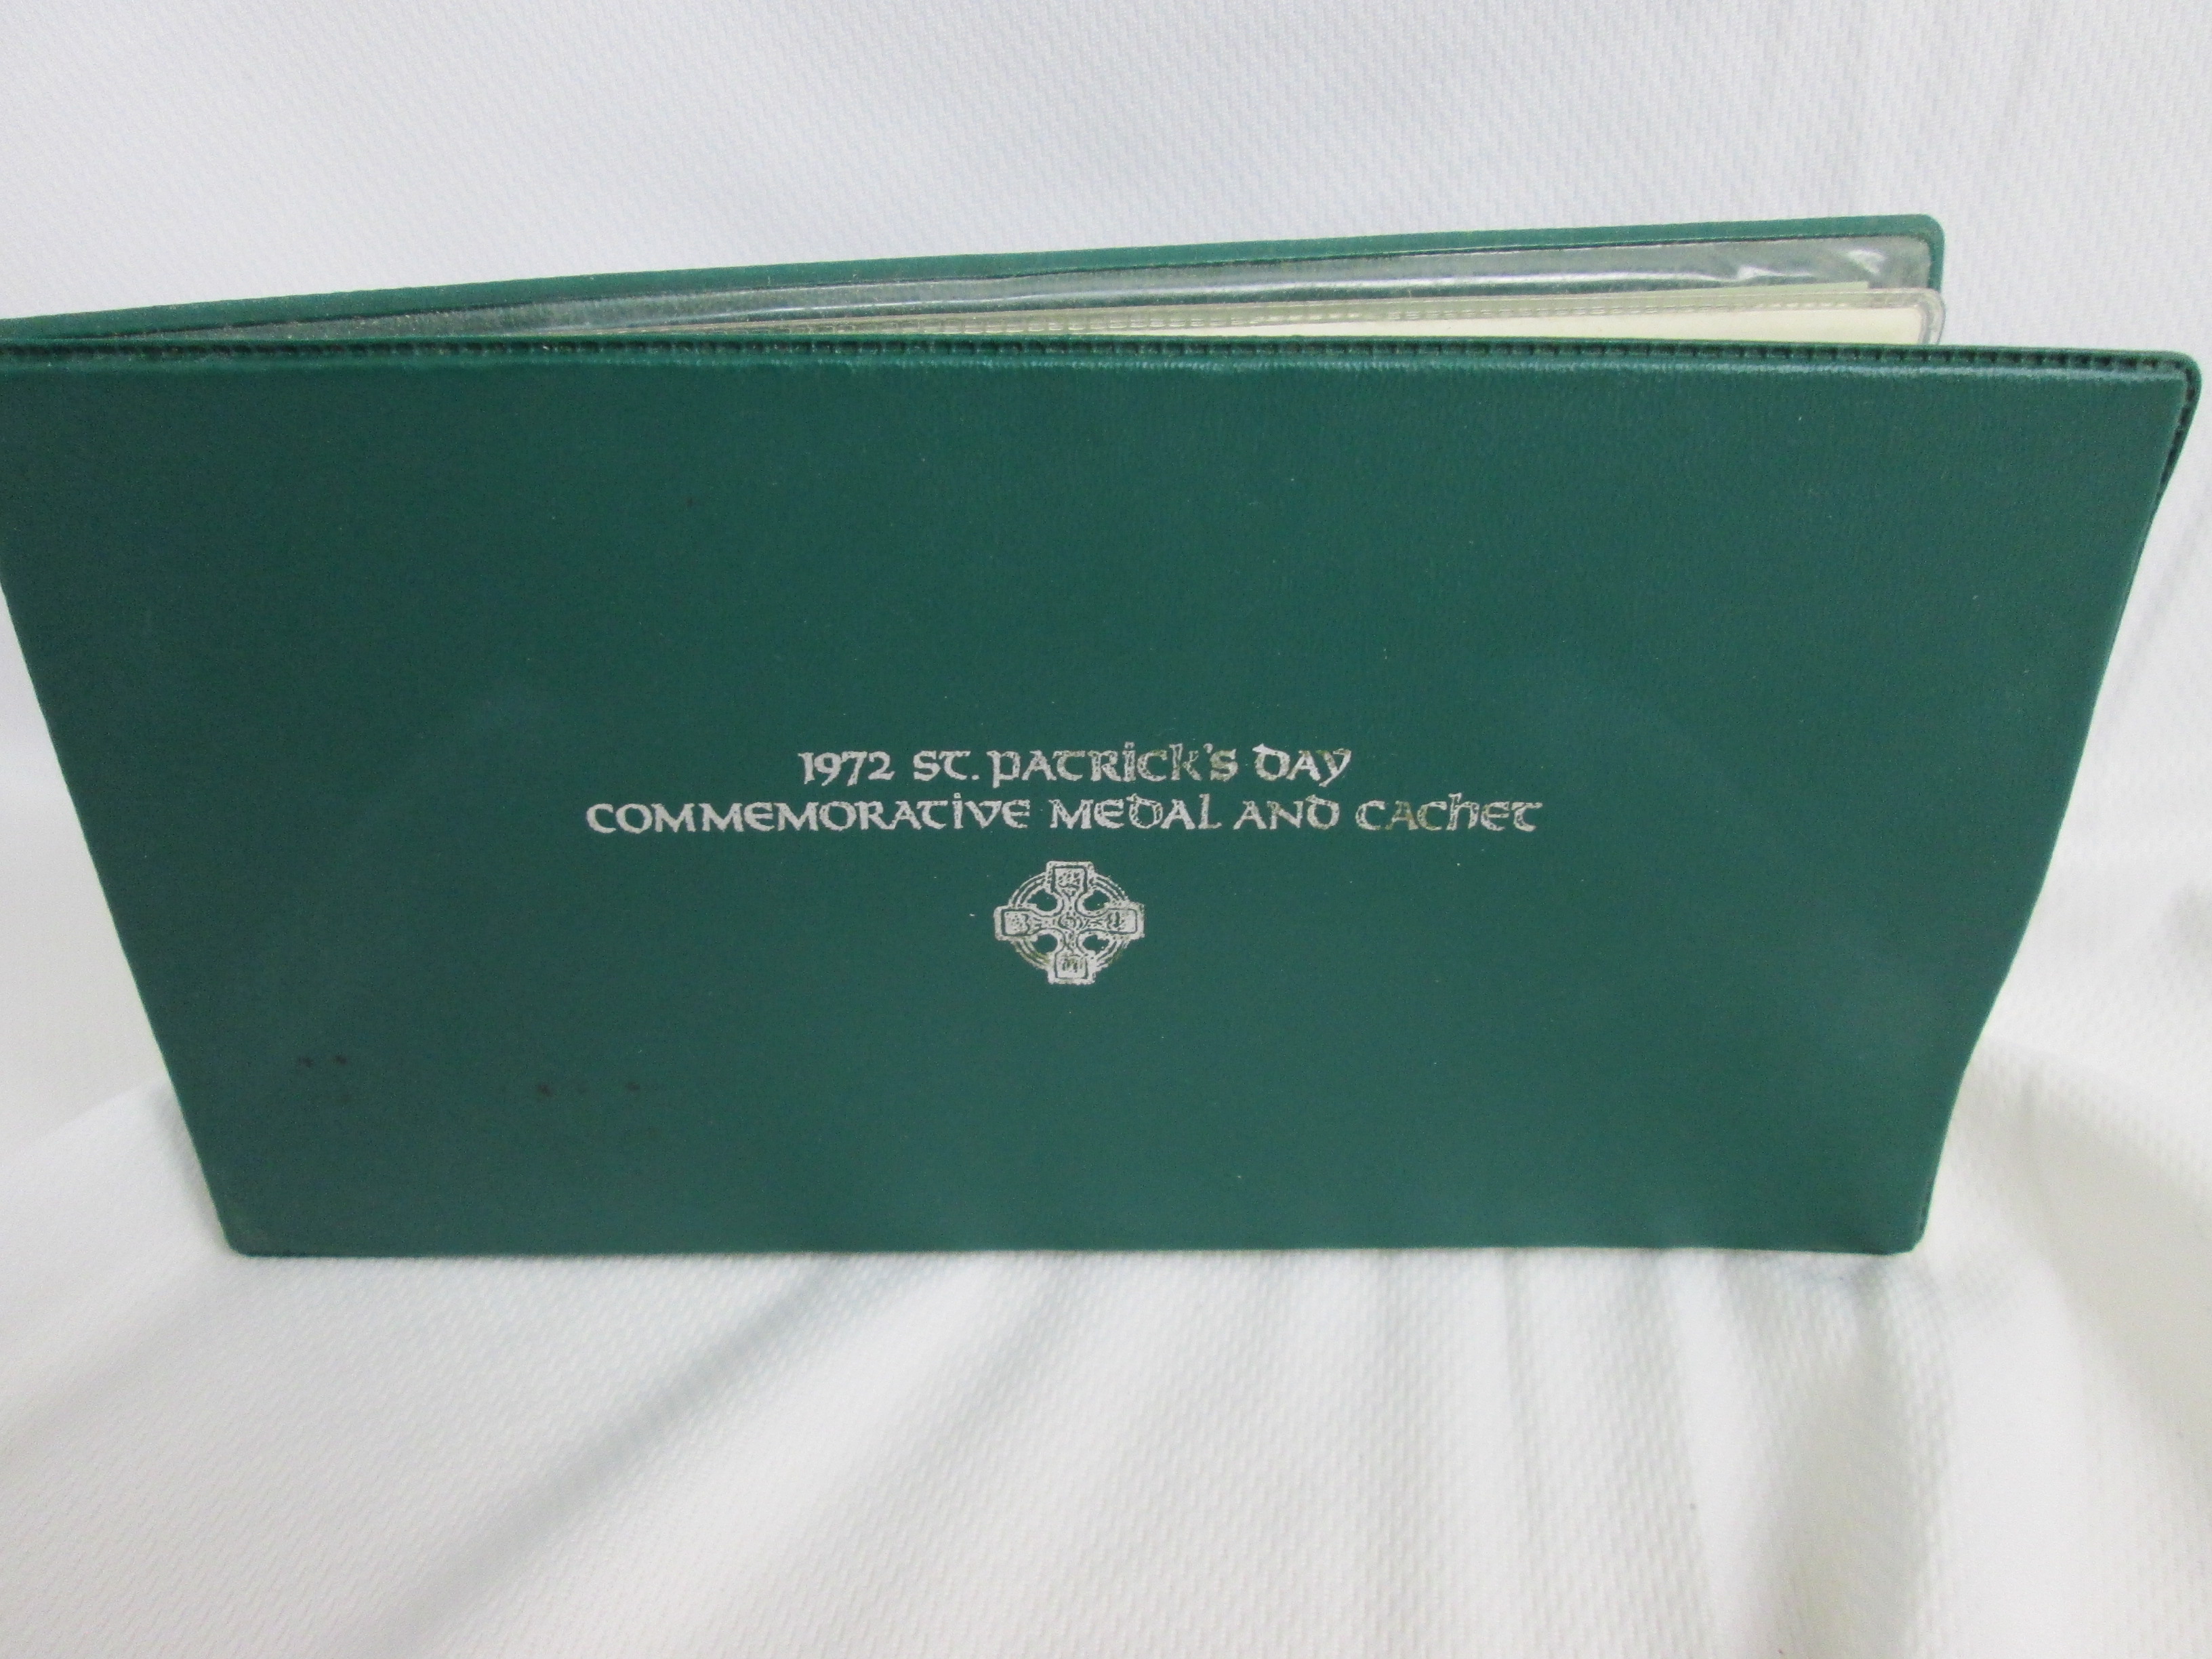 1972 St. Patrick's Day
Commemorative Medal and Cachet